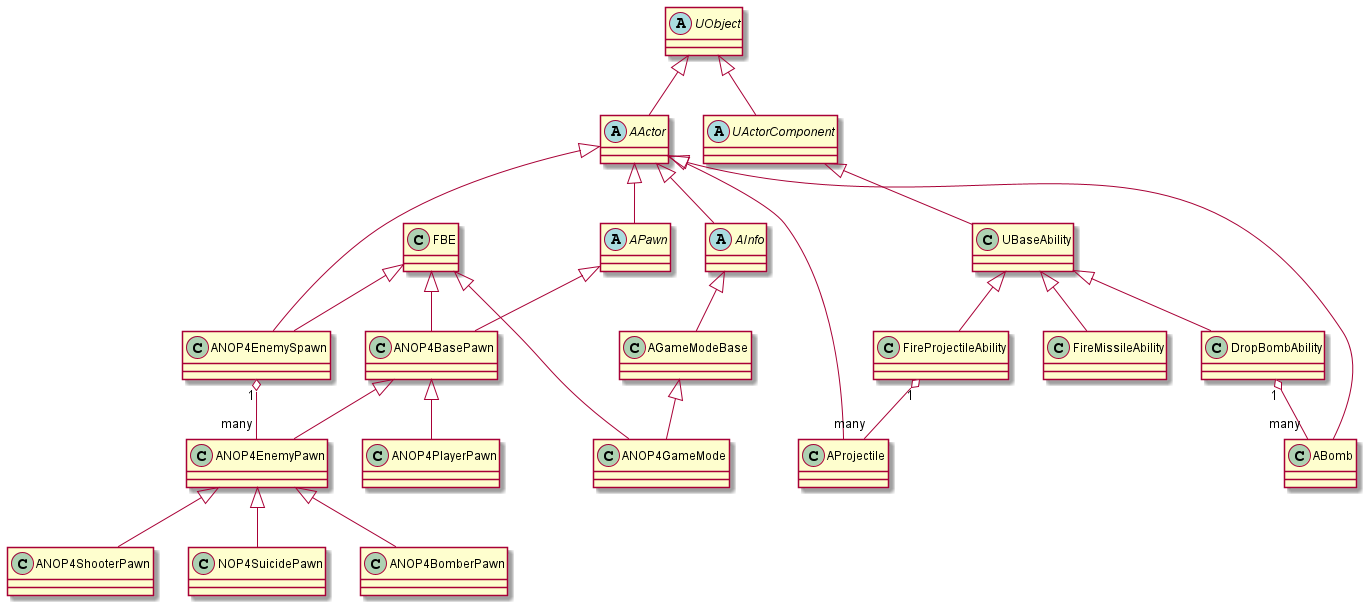 A UObject
A AActor
A UActorComponent
C FBE
A APawn
A AInfo
C UBaseAbility
C ANOP4EnemySpawn
C ANOP4BasePawn
C AGameModeBase
C FireProjectileAbility
C FireMissileAbility
C DropBombAbility
1
1
1
many
many
many
C ANOP4EnemyPawn
C ANOP4PlayerPawn
C ANOP4GameMode
C AProjectile
C ABomb
C ANOP4ShooterPawn
C NOP4SuicidePawn
C ANOP4BomberPawn